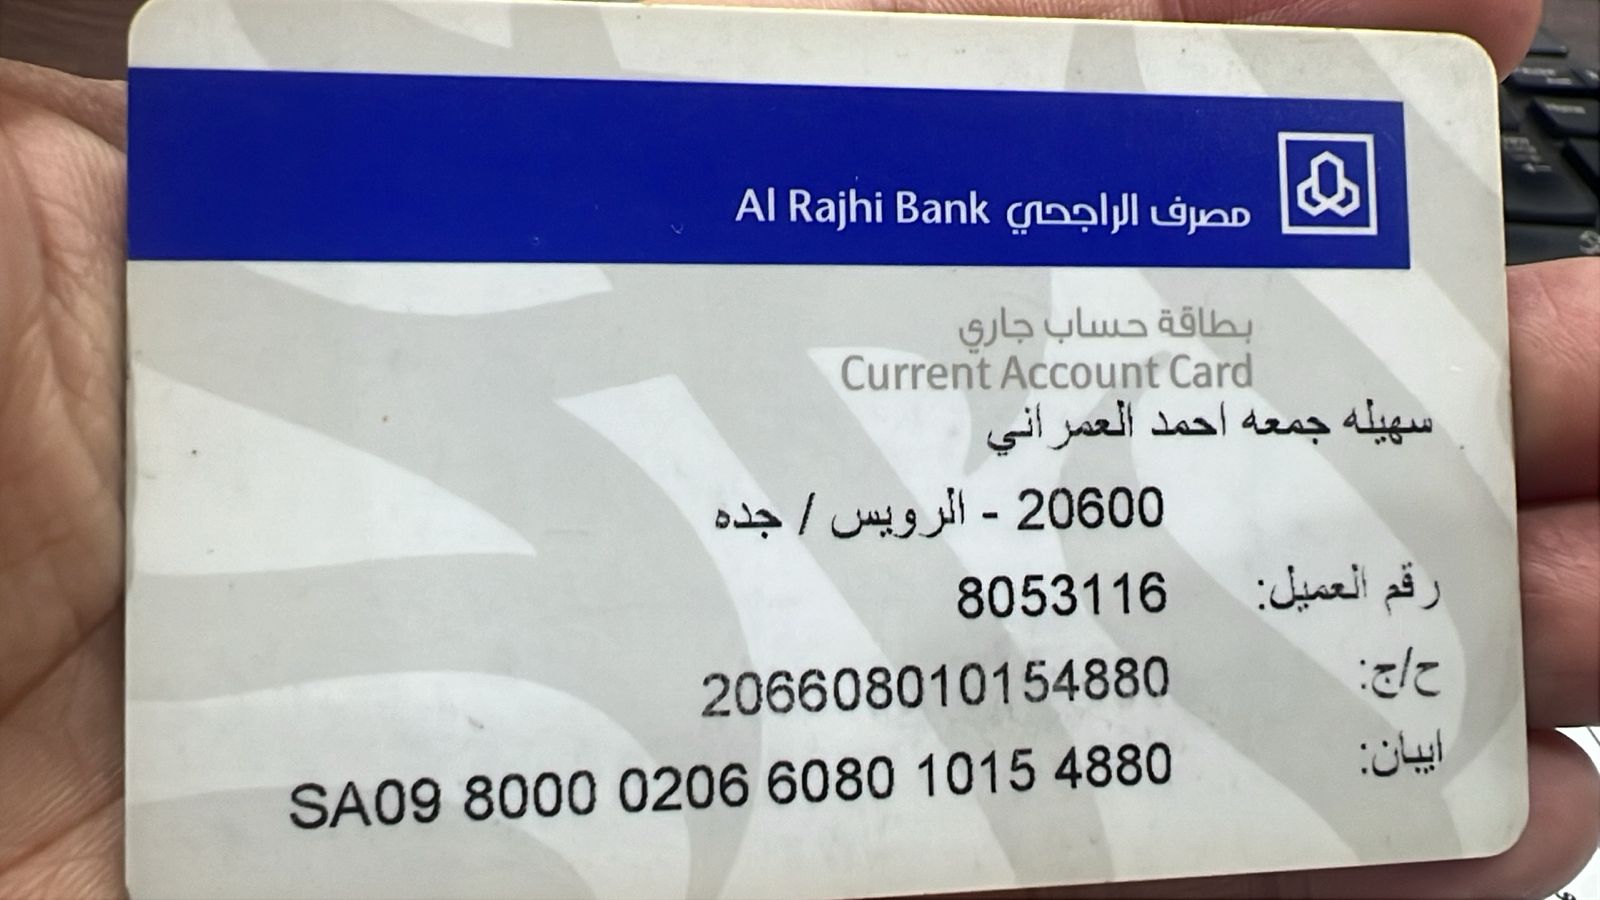 Al Rajhi Bank مصرف الراجحي
بطاقة حساب جاري
Current Account Card
سهيله جمعه احمد العمراني
20600 - الرويس / جده
رقم العميل: 8053116
ح/ج: 206608010154880
ايبان: SA09 8000 0206 6080 1015 4880